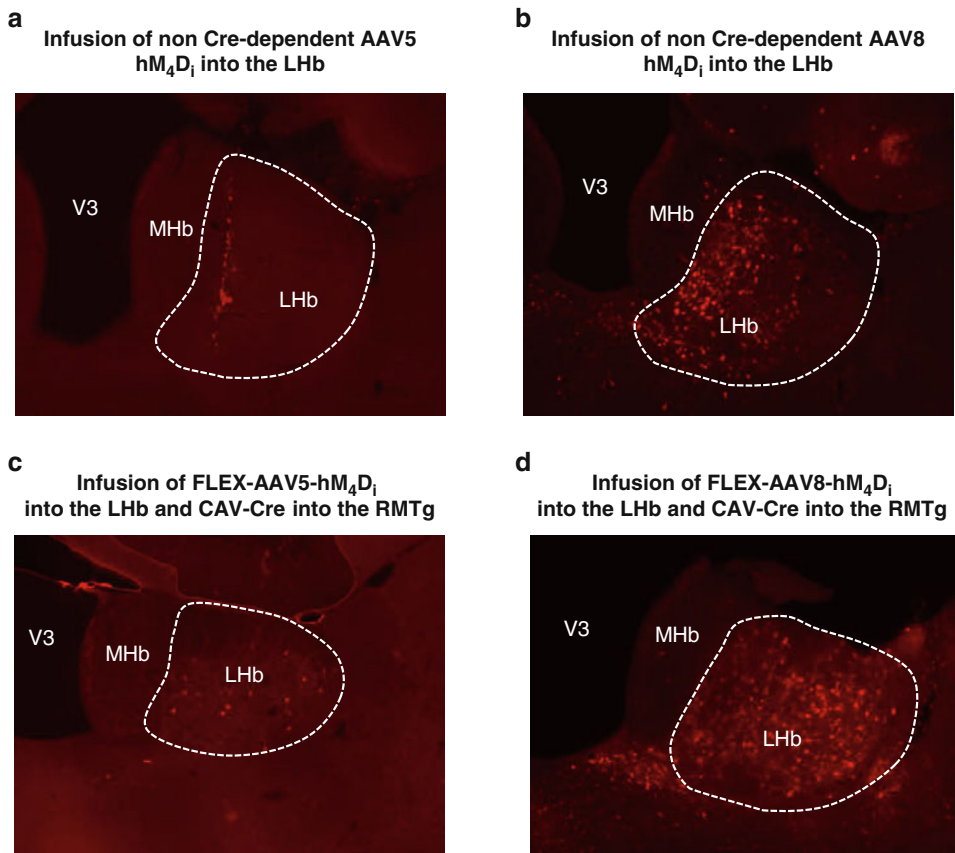 a
Infusion of non Cre-dependent AAV5
hM₄Dᵢ into the LHb
V3
MHb
LHb
b
Infusion of non Cre-dependent AAV8
hM₄Dᵢ into the LHb
V3
MHb
LHb
c
Infusion of FLEX-AAV5-hM₄Dᵢ
into the LHb and CAV-Cre into the RMTg
V3
MHb
LHb
d
Infusion of FLEX-AAV8-hM₄Dᵢ
into the LHb and CAV-Cre into the RMTg
V3
MHb
LHb